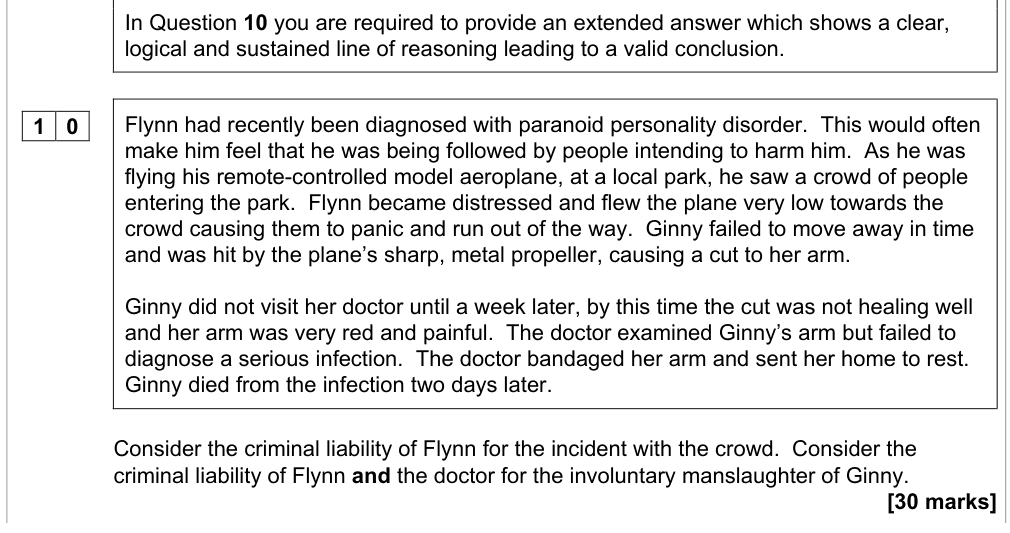 In Question 10 you are required to provide an extended answer which shows a clear,
logical and sustained line of reasoning leading to a valid conclusion.
1 0
Flynn had recently been diagnosed with paranoid personality disorder. This would often
make him feel that he was being followed by people intending to harm him. As he was
flying his remote-controlled model aeroplane, at a local park, he saw a crowd of people
entering the park. Flynn became distressed and flew the plane very low towards the
crowd causing them to panic and run out of the way. Ginny failed to move away in time
and was hit by the plane's sharp, metal propeller, causing a cut to her arm.
Ginny did not visit her doctor until a week later, by this time the cut was not healing well
and her arm was very red and painful. The doctor examined Ginny's arm but failed to
diagnose a serious infection. The doctor bandaged her arm and sent her home to rest.
Ginny died from the infection two days later.
Consider the criminal liability of Flynn for the incident with the crowd. Consider the
criminal liability of Flynn and the doctor for the involuntary manslaughter of Ginny.
[30 marks]